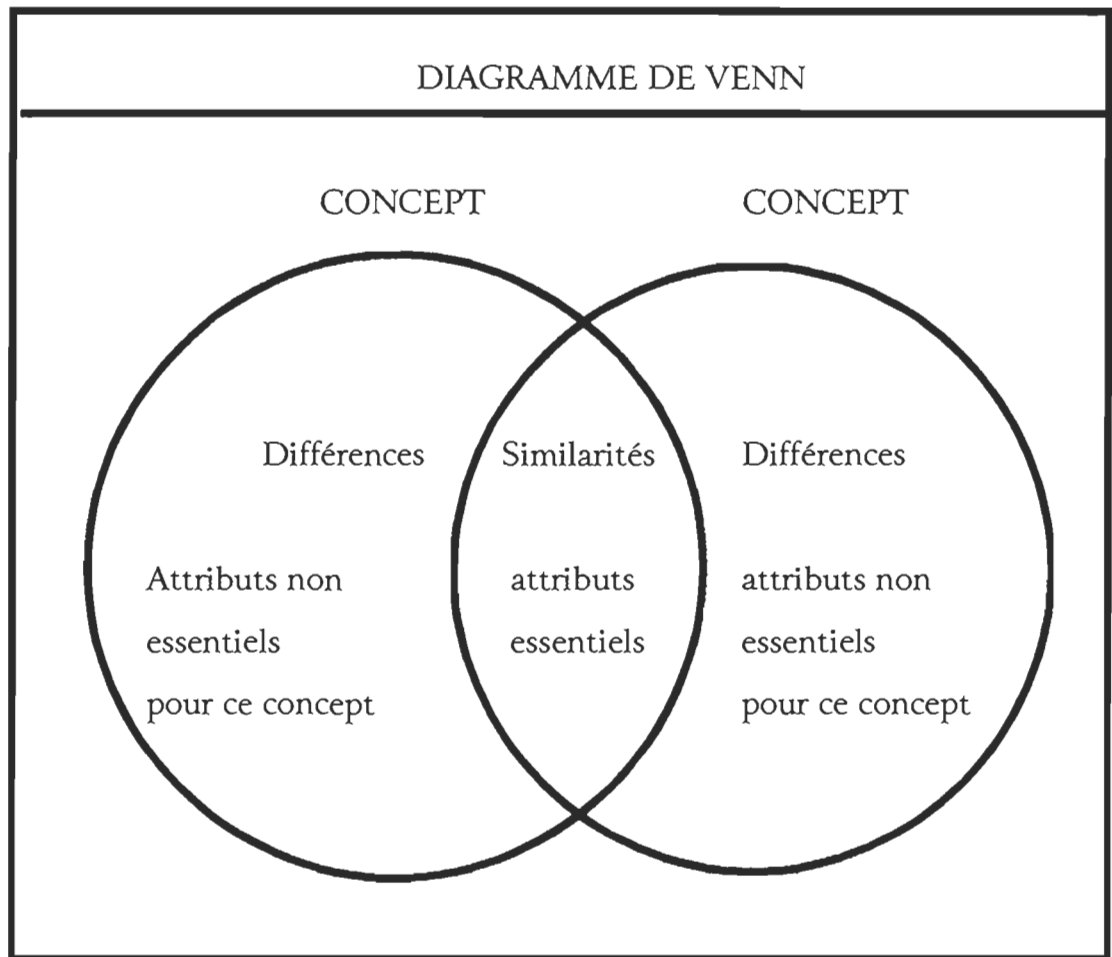 DIAGRAMME DE VENN
CONCEPT CONCEPT
Différences Similarités Différences
Attributs non attributs attributs non
essentiels essentiels essentiels
pour ce concept pour ce concept